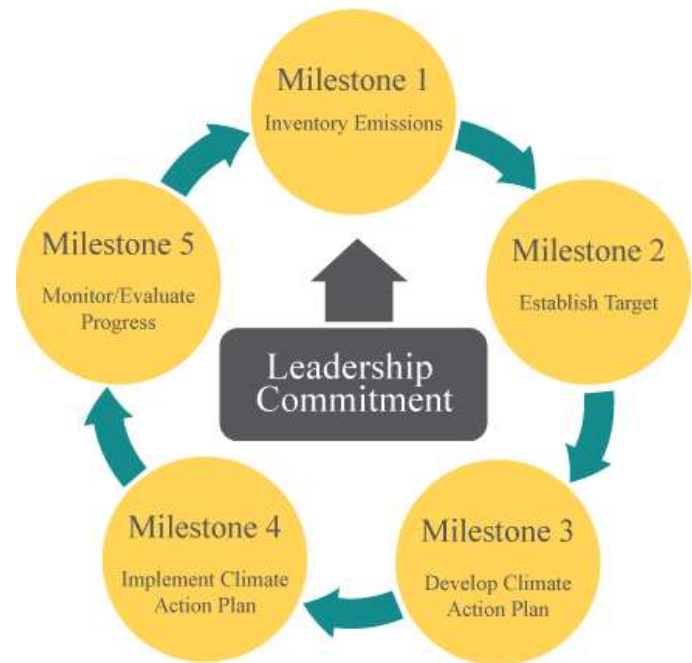 Milestone 1
Inventory Emissions
Milestone 2
Establish Target
Milestone 3
Develop Climate
Action Plan
Milestone 4
Implement Climate
Action Plan
Milestone 5
Monitor/Evaluate
Progress
Leadership
Commitment